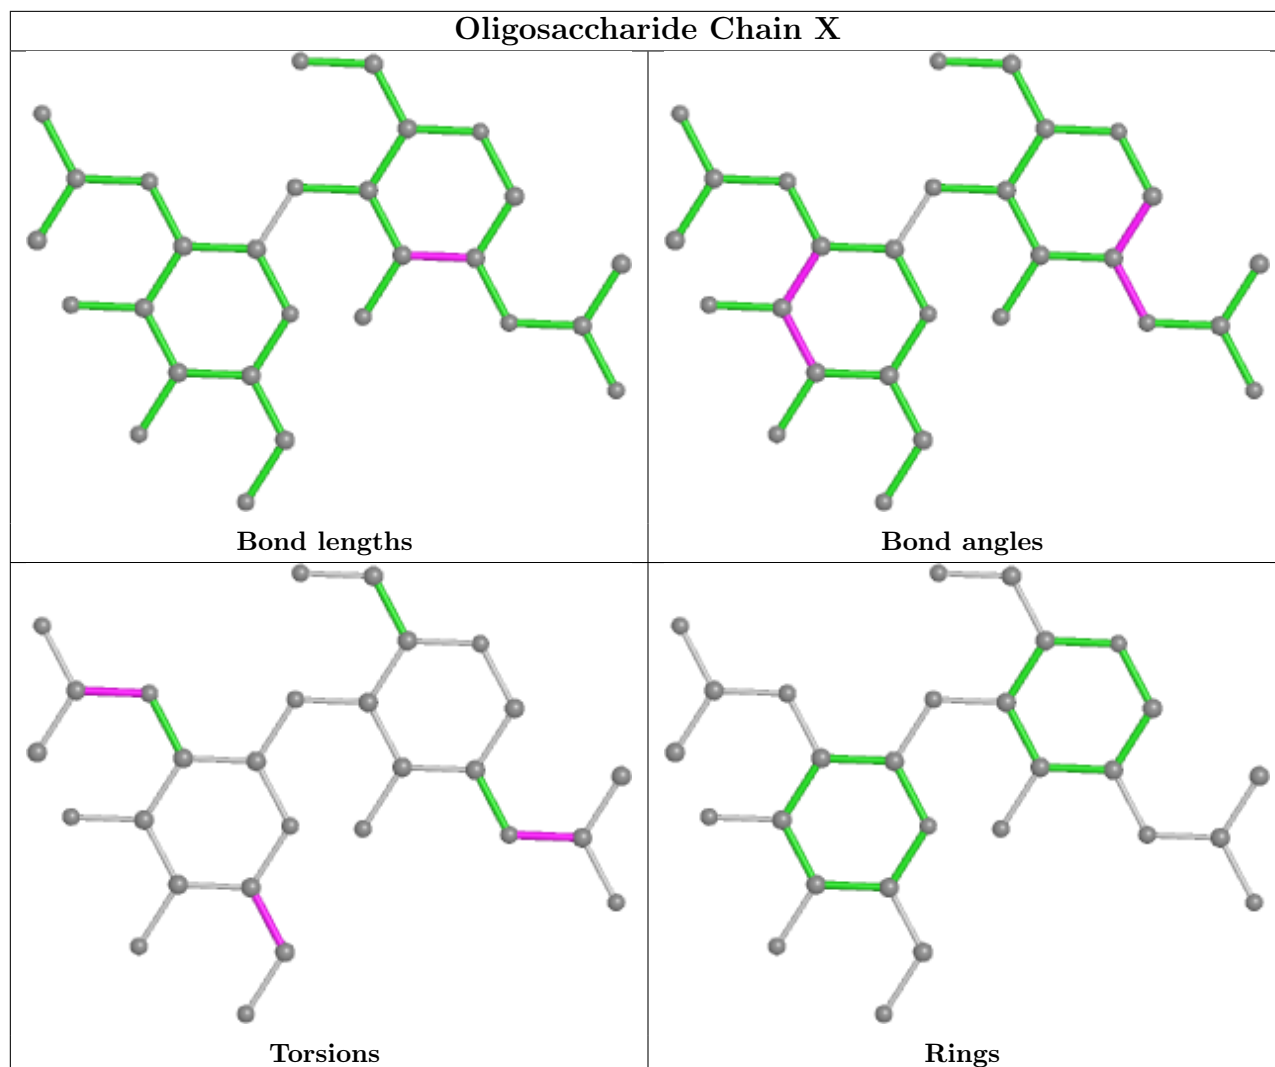 Oligosaccharide Chain X
Bond lengths
Bond angles
Torsions
Rings